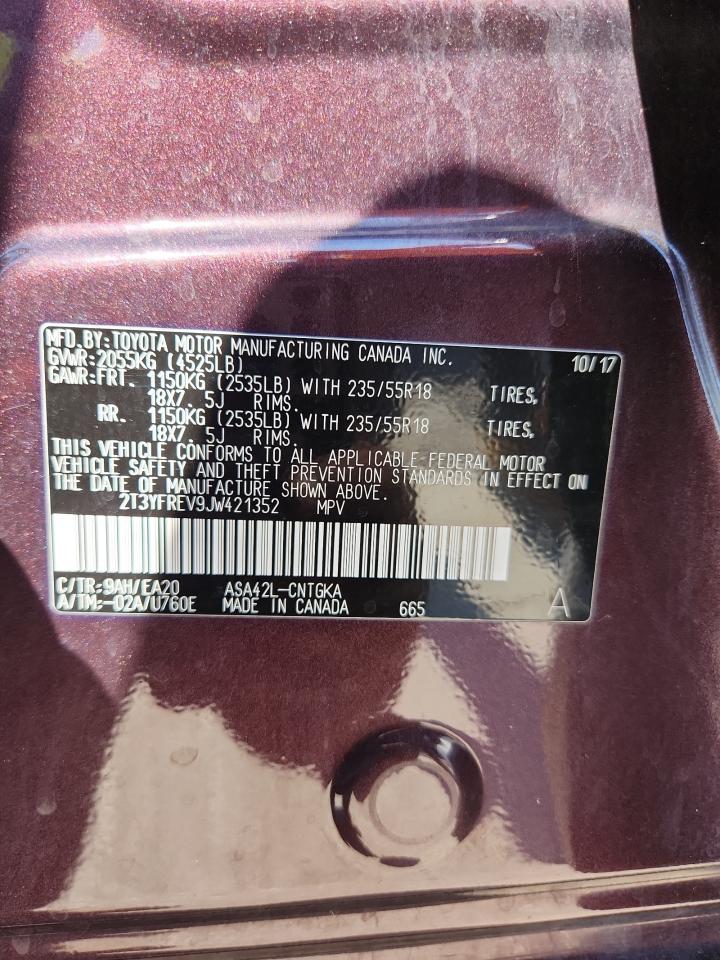 MFD.BY:TOYOTA MOTOR MANUFACTURING CANADA INC. 10/17
GVWR:2055KG (4525LB)
GAWR:FRT. 1150KG (2535LB) WITH 235/55R18 TIRES,
18X7. 5J RIMS.
RR. 1150KG (2535LB) WITH 235/55R18 TIRES,
18X7. 5J RIMS.
THIS VEHICLE CONFORMS TO ALL APPLICABLE FEDERAL MOTOR
VEHICLE SAFETY AND THEFT PREVENTION STANDARDS IN EFFECT ON
THE DATE OF MANUFACTURE SHOWN ABOVE.
2T3YFREV9JW421352 MPV
C/TR:9AH/EA20 ASA42L-CNTGKA
A/TM:-02A/U760E MADE IN CANADA 665 A